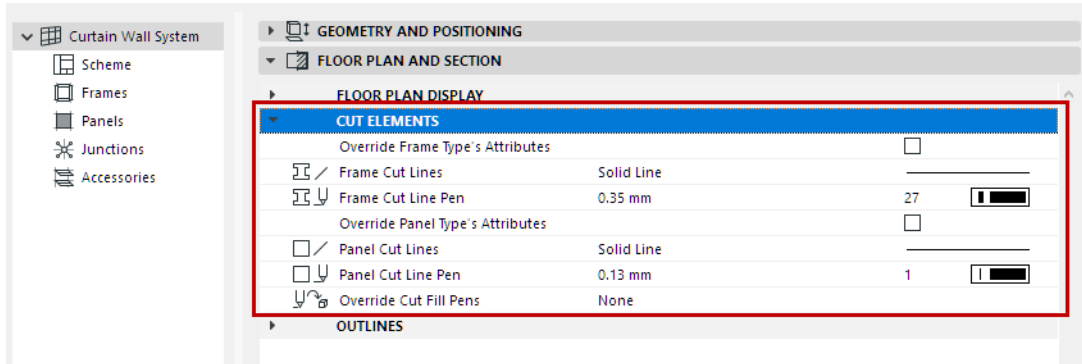 Curtain Wall System
Scheme
Frames
Panels
Junctions
Accessories
GEOMETRY AND POSITIONING
FLOOR PLAN AND SECTION
FLOOR PLAN DISPLAY
CUT ELEMENTS
Override Frame Type's Attributes
Frame Cut Lines Solid Line
Frame Cut Line Pen 0.35 mm 27
Override Panel Type's Attributes
Panel Cut Lines Solid Line
Panel Cut Line Pen 0.13 mm 1
Override Cut Fill Pens None
OUTLINES